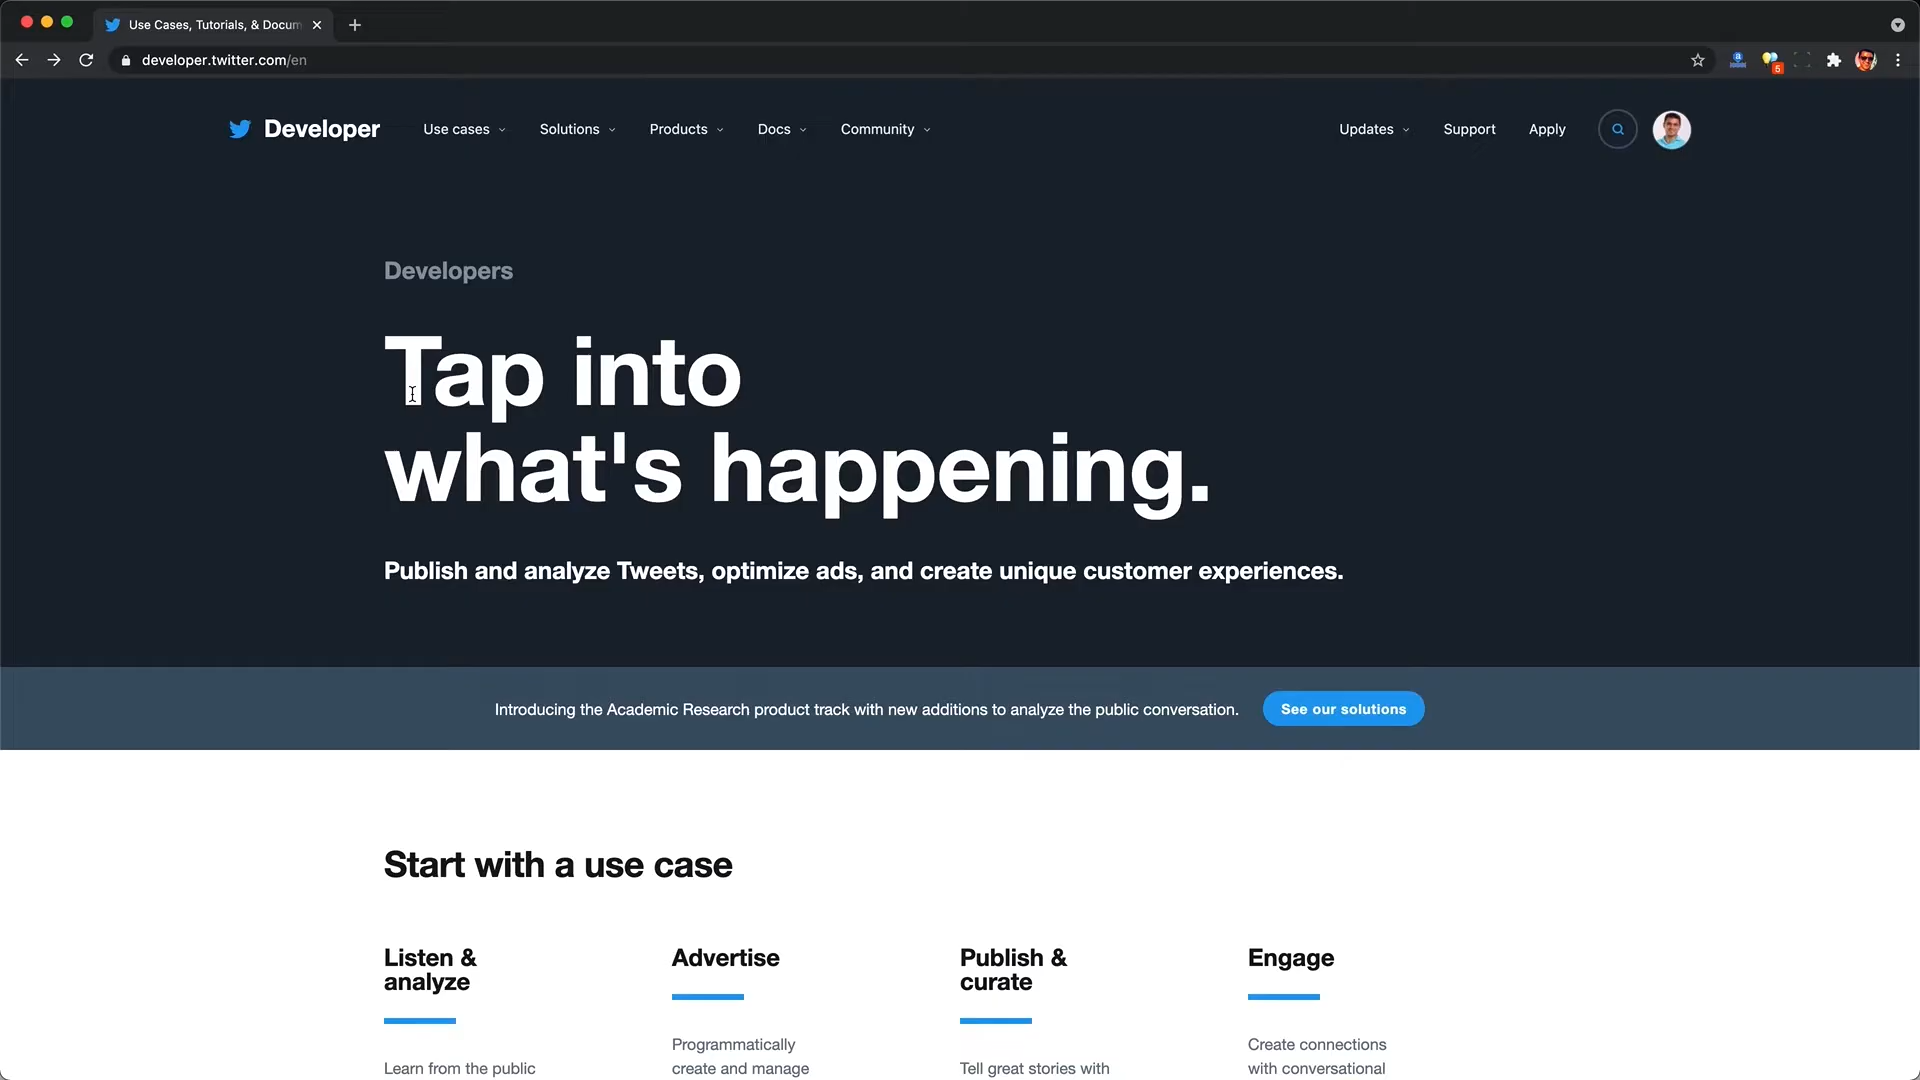 Use Cases, Tutorials, & Docum
developer.twitter.com/en
5
Developer Use cases Solutions Products Docs Community Updates Support Apply
Developers
Tap into
what's happening.
Publish and analyze Tweets, optimize ads, and create unique customer experiences.
Introducing the Academic Research product track with new additions to analyze the public conversation. See our solutions
Start with a use case
Listen &
analyze
Learn from the public
Advertise
Programmatically
create and manage
Publish &
curate
Tell great stories with
Engage
Create connections
with conversational